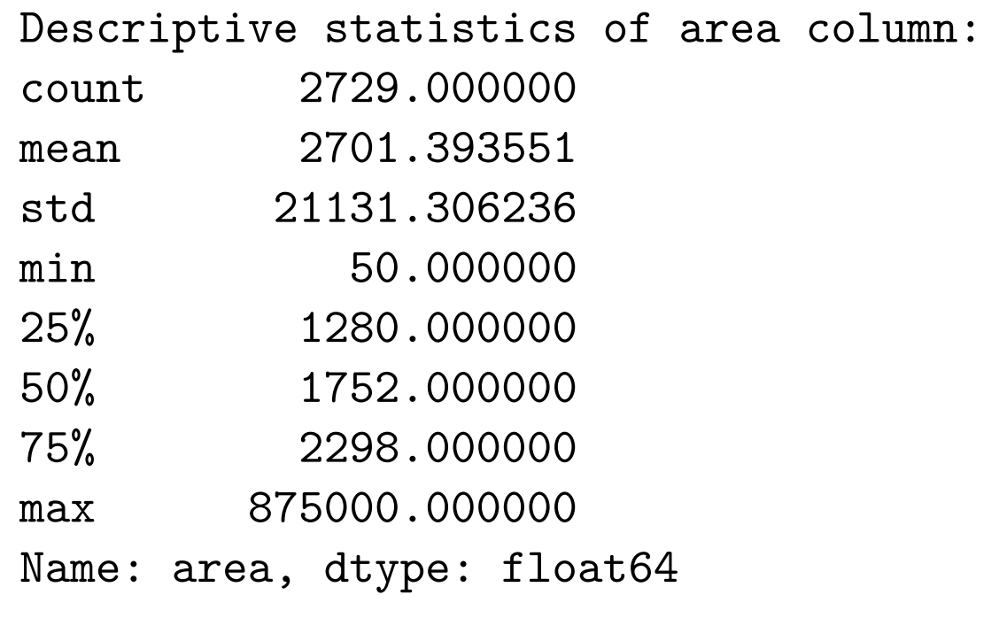 Descriptive statistics of area column:
count      2729.000000
mean       2701.393551
std       21131.306236
min          50.000000
25%        1280.000000
50%        1752.000000
75%        2298.000000
max      875000.000000
Name: area, dtype: float64